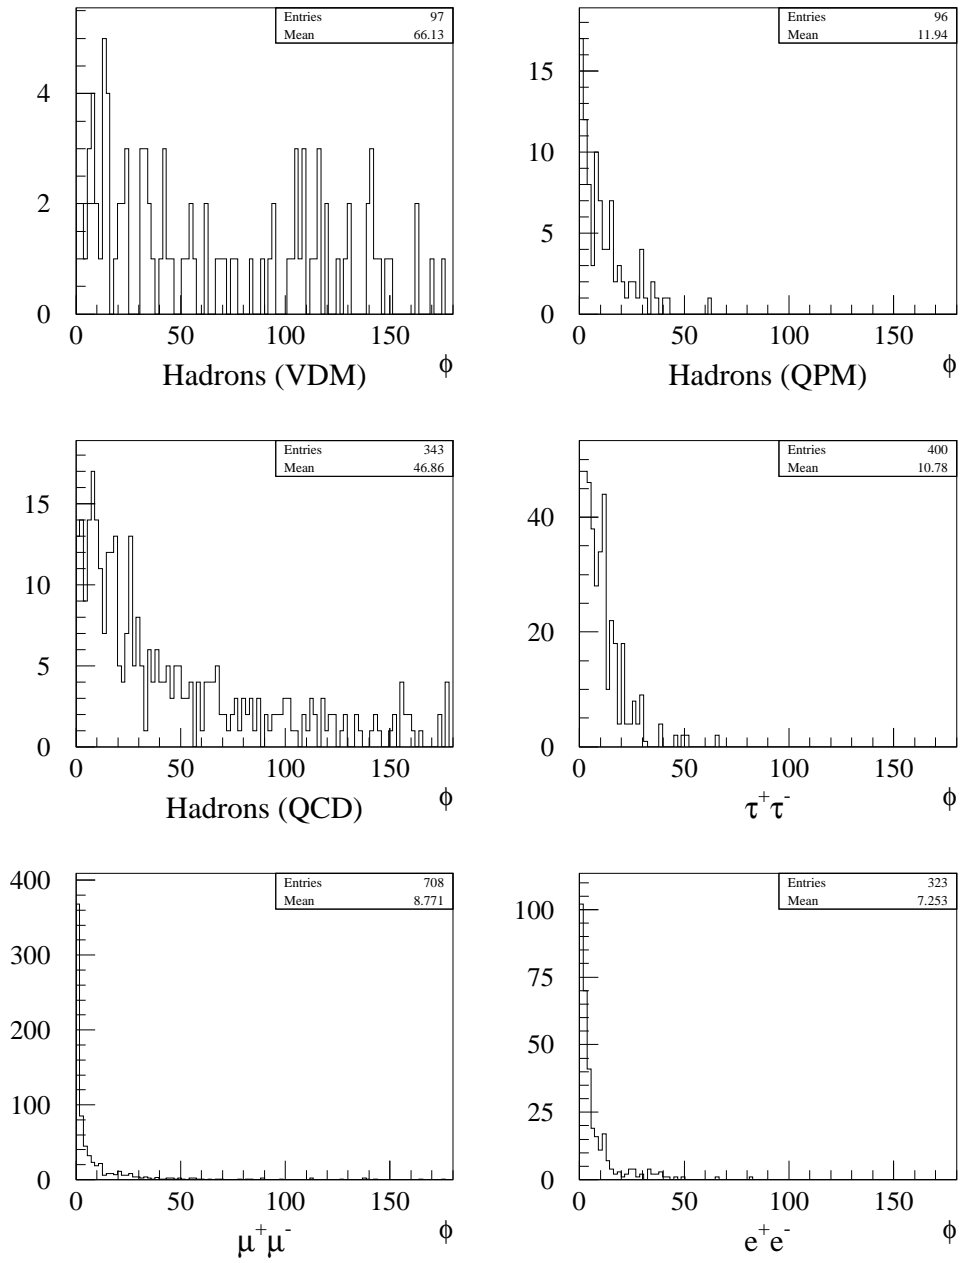 Entries 97
Mean 66.13
4
2
0
0 50 100 150
ϕ
Hadrons (VDM)
Entries 96
Mean 11.94
15
10
5
0
0 50 100 150
ϕ
Hadrons (QPM)
Entries 343
Mean 46.86
15
10
5
0
0 50 100 150
ϕ
Hadrons (QCD)
Entries 400
Mean 10.78
40
20
0
0 50 100 150
ϕ
τ⁺τ⁻
Entries 708
Mean 8.771
400
300
200
100
0
0 50 100 150
ϕ
μ⁺μ⁻
Entries 323
Mean 7.253
100
75
50
25
0
0 50 100 150
ϕ
e⁺e⁻